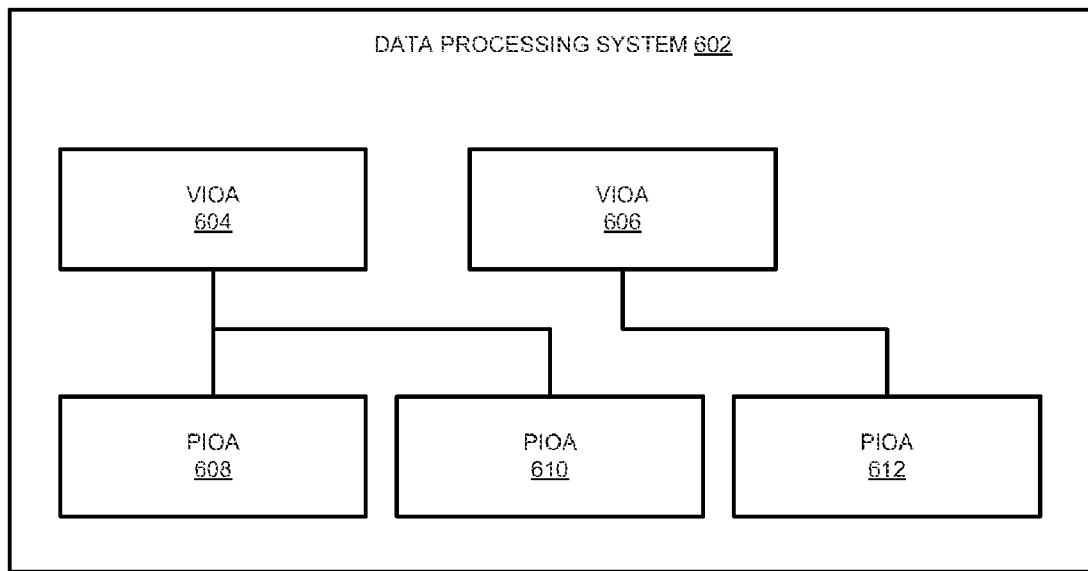 DATA PROCESSING SYSTEM 602
VIOA
604
VIOA
606
PIOA
608
PIOA
610
PIOA
612